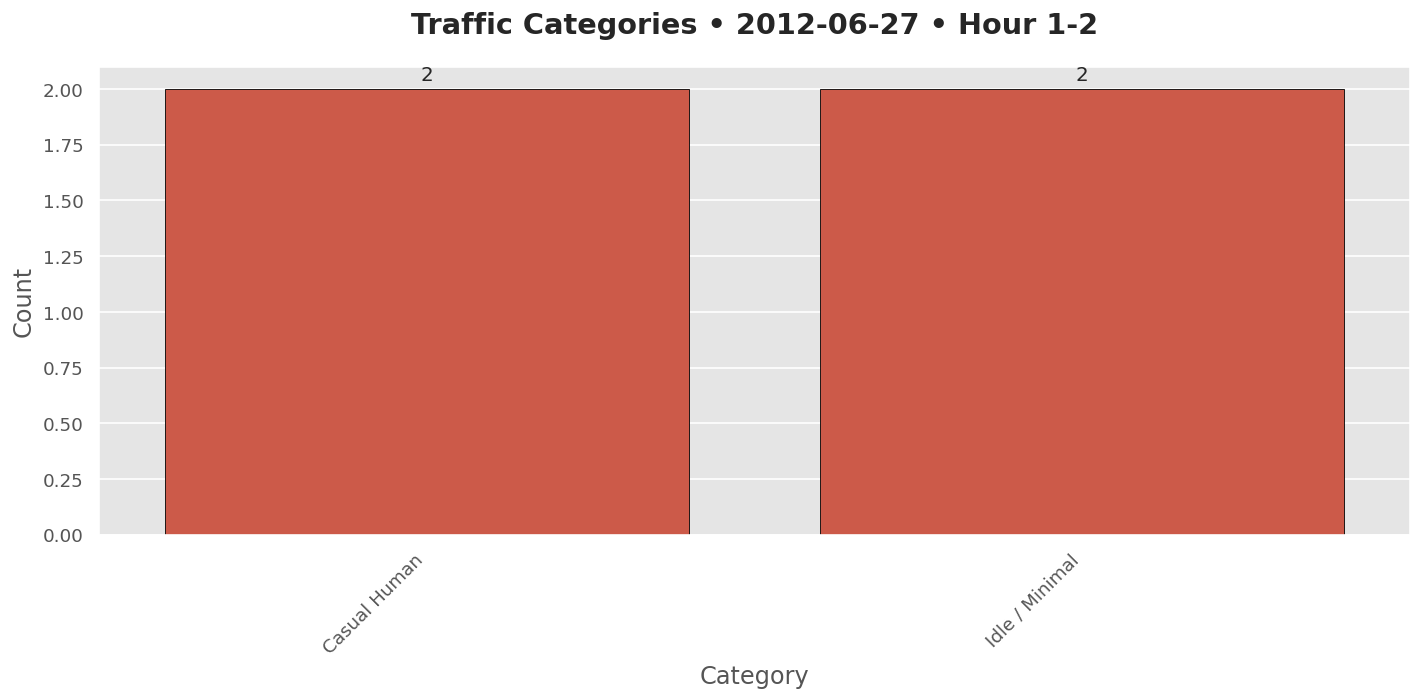 Traffic Categories • 2012-06-27 • Hour 1-2
2
2
2.00
1.75
1.50
1.25
1.00
0.75
0.50
0.25
0.00
Count
Casual Human
Idle / Minimal
Category